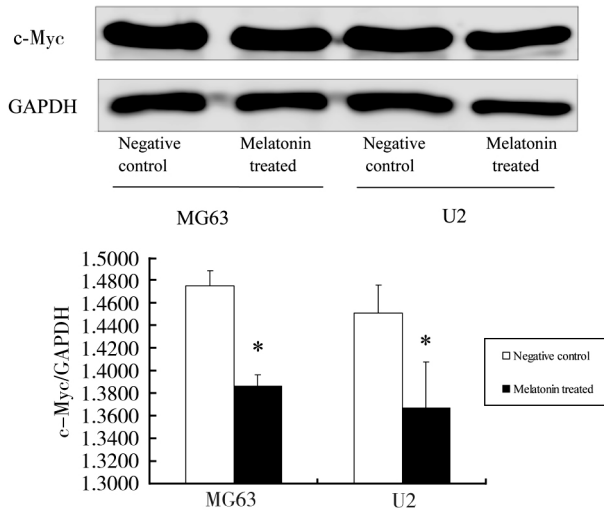 c-Myc
GAPDH
Negative control
Melatonin treated
Negative control
Melatonin treated
MG63
U2
c-Myc/GAPDH
1.5000
1.4800
1.4600
1.4400
1.4200
1.4000
1.3800
1.3600
1.3400
1.3200
1.3000
*
*
Negative control
Melatonin treated
MG63
U2